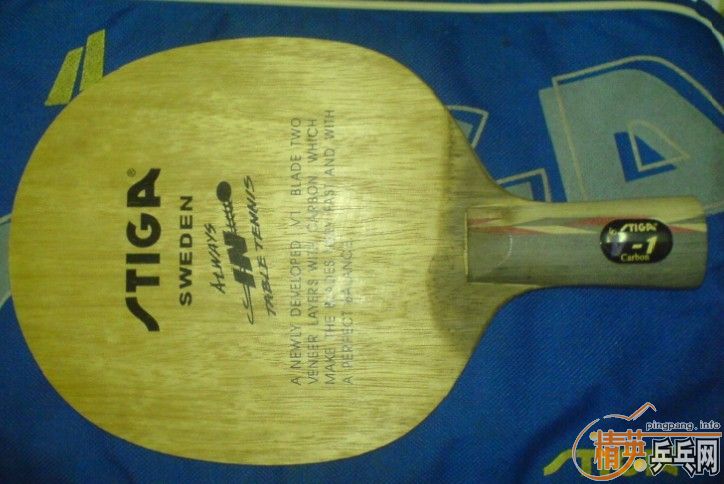 STIGA®
SWEDEN
ALWAYS
IN
TABLE TENNIS
A NEWLY DEVELOPED V1 BLADE TWO
VENEER LAYERS WITH CARBON WHICH
MAKE THE BLADES VERY FAST AND WITH
A PERFECT BALANCE
STIGA
-1
Carbon
pingpang.info
精英乒乓网
STIGA